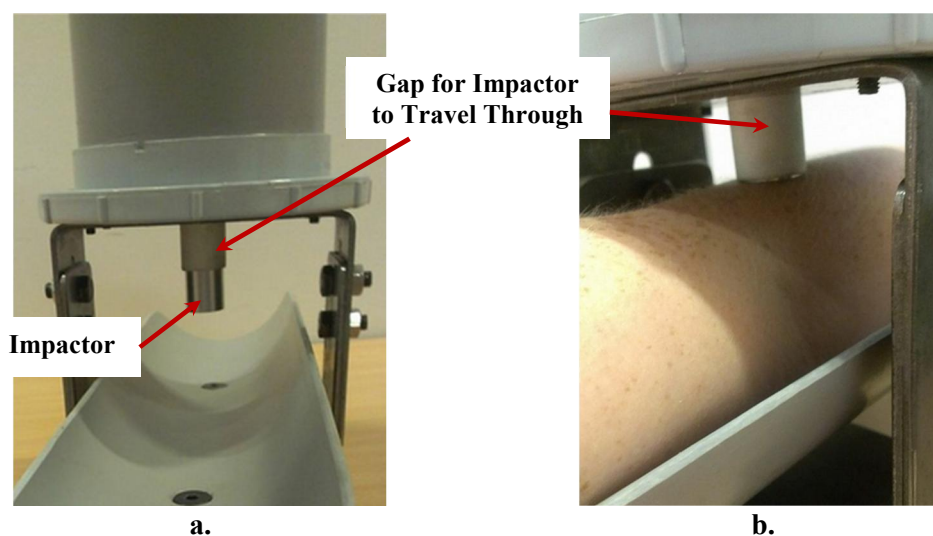 Gap for Impactor
to Travel Through
Impactor
a.
b.